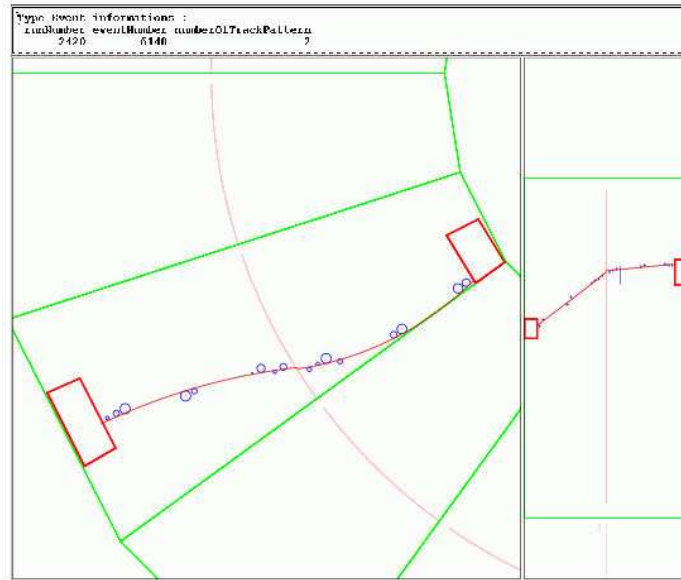 Type Event informations :
runNumber eventNumber numberOfTrackPattern
2420 6140 2